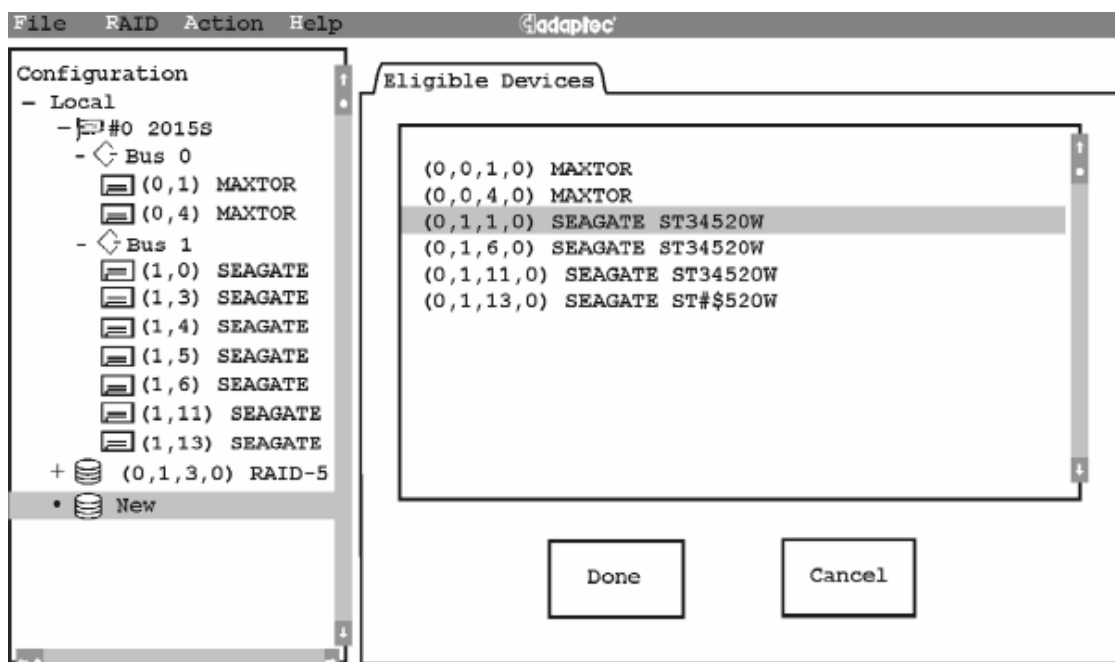 File RAID Action Help adaptec
Configuration
– Local
–#0 2015S
- Bus 0
(0,1) MAXTOR
(0,4) MAXTOR
- Bus 1
(1,0) SEAGATE
(1,3) SEAGATE
(1,4) SEAGATE
(1,5) SEAGATE
(1,6) SEAGATE
(1,11) SEAGATE
(1,13) SEAGATE
+ (0,1,3,0) RAID-5
• New
Eligible Devices
(0,0,1,0) MAXTOR
(0,0,4,0) MAXTOR
(0,1,1,0) SEAGATE ST34520W
(0,1,6,0) SEAGATE ST34520W
(0,1,11,0) SEAGATE ST34520W
(0,1,13,0) SEAGATE ST#$520W
Done
Cancel